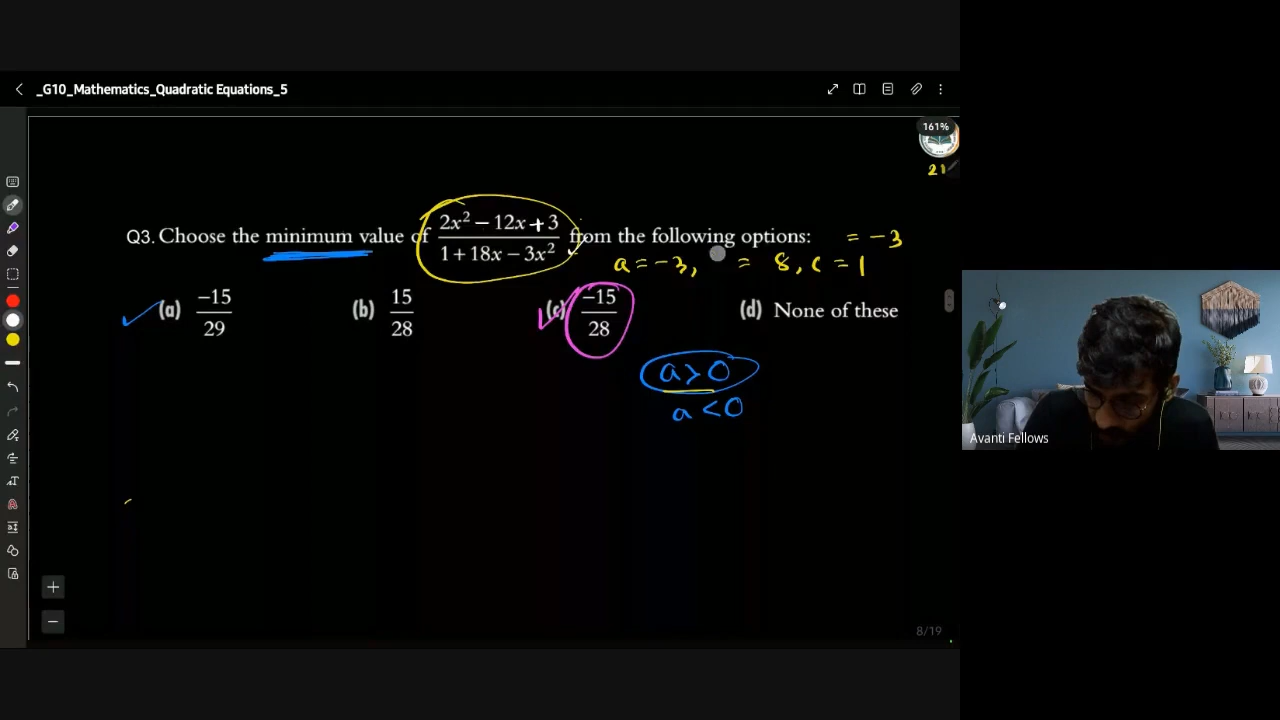 _G10_Mathematics_Quadratic Equations_5
161%
21
Q3. Choose the minimum value of (2x² − 12x + 3)/(1 + 18x − 3x²) from the following options: = −3
a = −3, = 8, c = 1
(a) −15/29 (b) 15/28 (c) −15/28 (d) None of these
a > 0
a < 0
Avanti Fellows
8/19